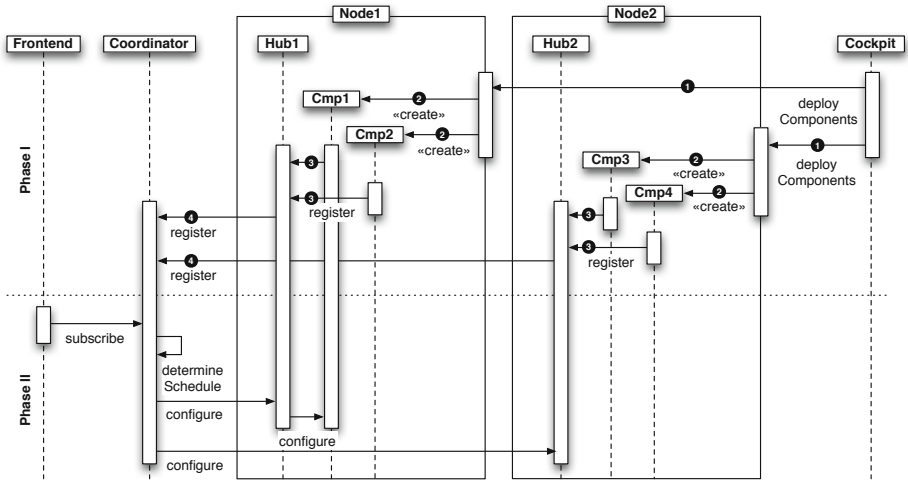 Node1
Node2
Frontend
Coordinator
Hub1
Hub2
Cockpit
1
deploy
Components
Cmp1
2
«create»
Cmp2
2
«create»
1
deploy
Components
Cmp3
2
«create»
Cmp4
2
«create»
Phase I
3
3
register
4
register
3
3
register
4
register
Phase II
subscribe
determine
Schedule
configure
configure
configure